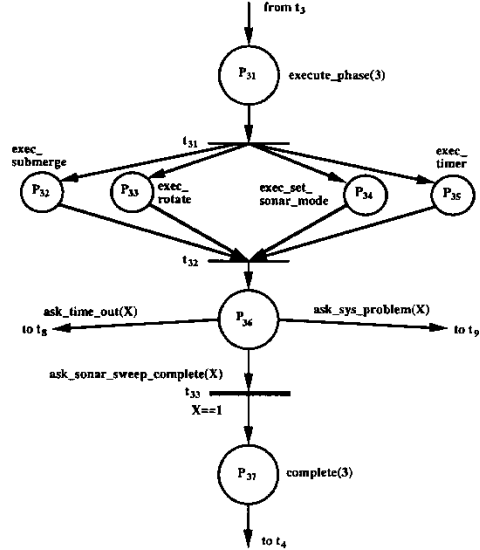 from t3
P31
execute_phase(3)
t31
exec_
submerge
exec_
timer
P32
P33
exec_
rotate
exec_set_
sonar_mode
P34
P35
t32
ask_time_out(X)
ask_sys_problem(X)
to t8
P36
to t9
ask_sonar_sweep_complete(X)
t33
X==1
P37
complete(3)
to t4